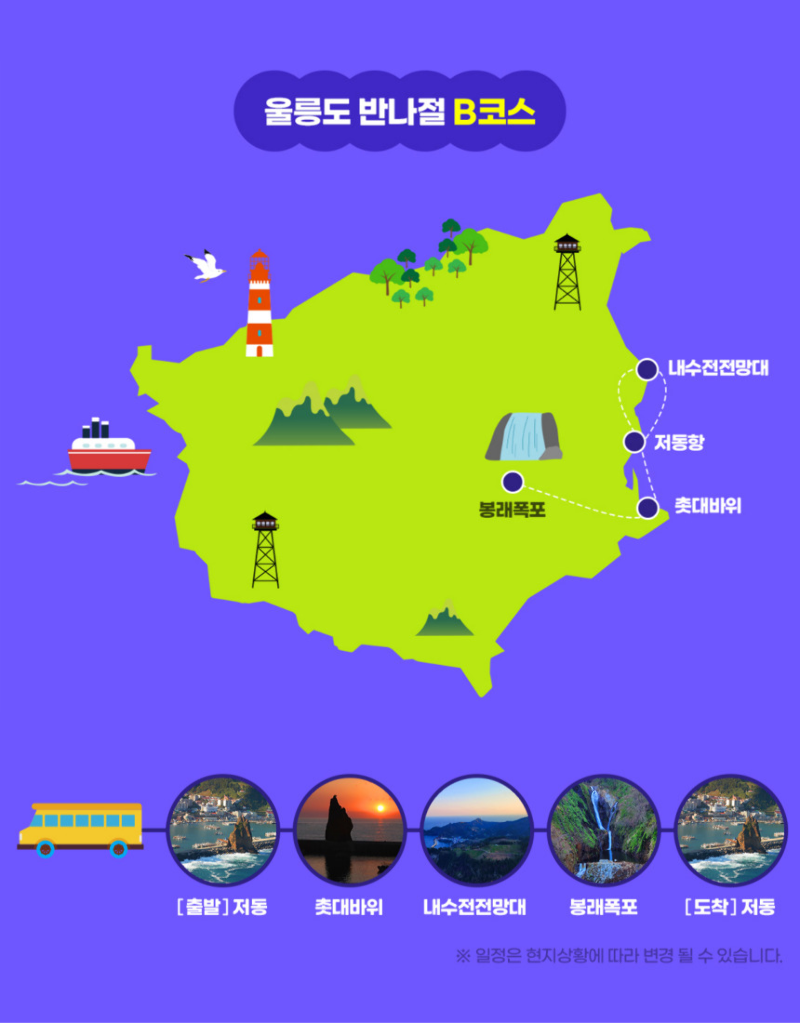 울릉도 반나절 B코스
내수전전망대
저동항
촛대바위
봉래폭포
[출발] 저동
촛대바위
내수전전망대
봉래폭포
[도착] 저동
※ 일정은 현지상황에 따라 변경 될 수 있습니다.